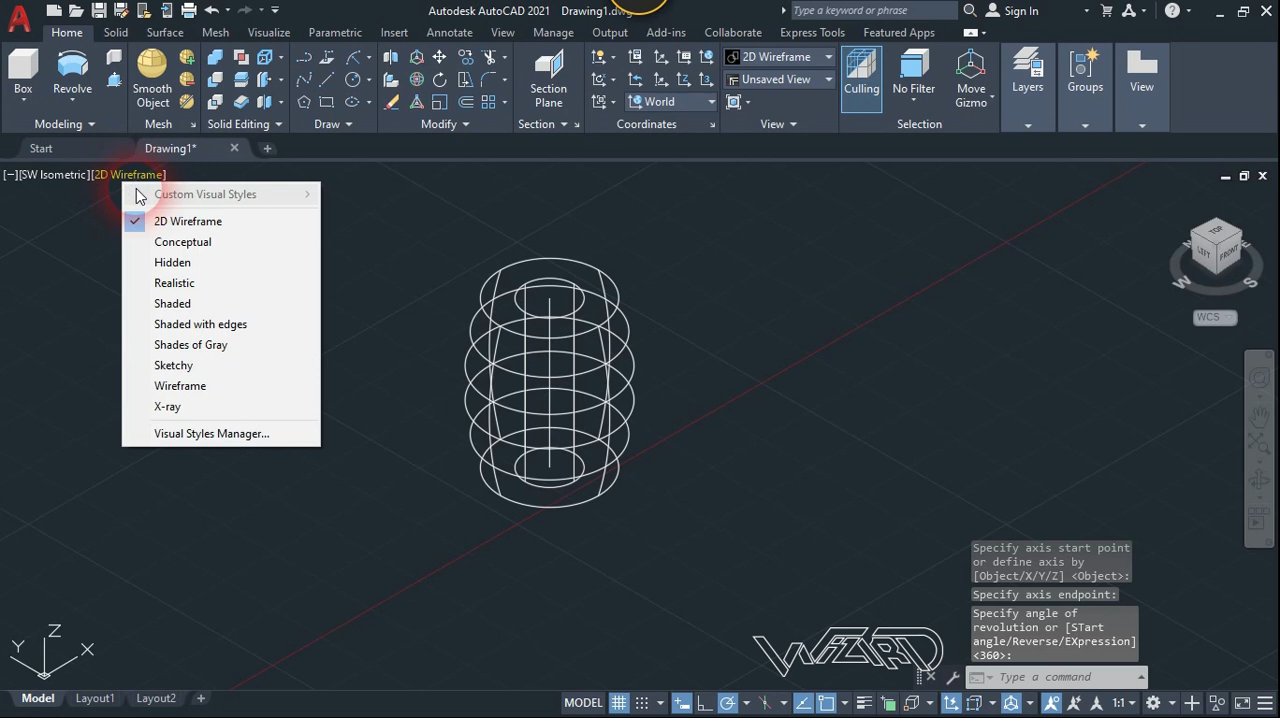 Autodesk AutoCAD 2021 Drawing1.dwg
Type a keyword or phrase
Sign In
Home Solid Surface Mesh Visualize Parametric Insert Annotate View Manage Output Add-ins Collaborate Express Tools Featured Apps
Box
Revolve
Smooth
Object
Section
Plane
World
2D Wireframe
Unsaved View
Culling
No Filter
Move
Gizmo
Layers
Groups
View
Modeling Mesh Solid Editing Draw Modify Section Coordinates View Selection
Start Drawing1*
[−][SW Isometric][2D Wireframe]
Custom Visual Styles
2D Wireframe
Conceptual
Hidden
Realistic
Shaded
Shaded with edges
Shades of Gray
Sketchy
Wireframe
X-ray
Visual Styles Manager...
TOP
LEFT
FRONT
W
S
WCS
Specify axis start point
or define axis by
[Object/X/Y/Z] <Object>:
Specify axis endpoint:
Specify angle of
revolution or [STart
angle/Reverse/EXpression]
<360>:
Z
Y
X
WIZARD
Type a command
Model Layout1 Layout2 +
MODEL
1:1